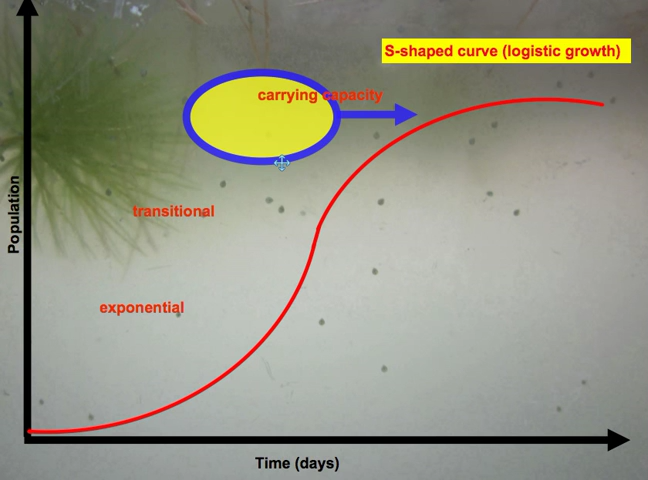 S-shaped curve (logistic growth)
carrying capacity
transitional
exponential
Population
Time (days)